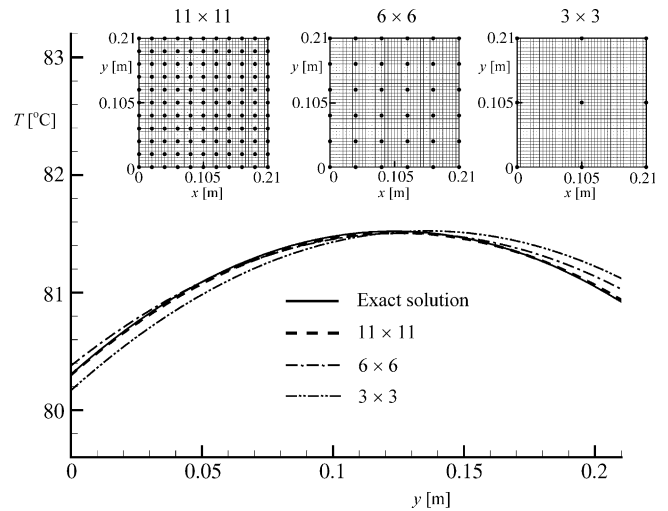 11 × 11
6 × 6
3 × 3
0.21
y [m]
0.105
0
0 0.105 0.21
x [m]
0.21
y [m]
0.105
0
0 0.105 0.21
x [m]
0.21
y [m]
0.105
0
0 0.105 0.21
x [m]
83
T [°C]
82
81
80
Exact solution
11 × 11
6 × 6
3 × 3
0 0.05 0.1 0.15 0.2
y [m]